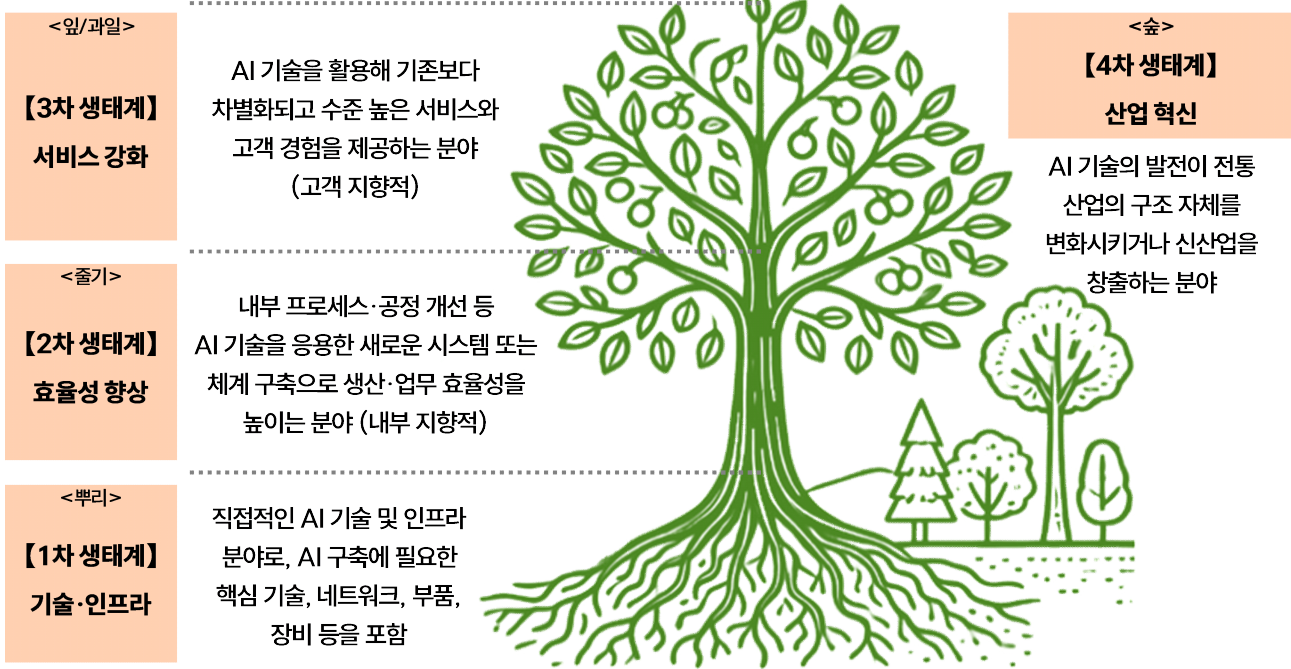 <잎/과일>
【3차 생태계】
서비스 강화
AI 기술을 활용해 기존보다
차별화되고 수준 높은 서비스와
고객 경험을 제공하는 분야
(고객 지향적)
<숲>
【4차 생태계】
산업 혁신
AI 기술의 발전이 전통
산업의 구조 자체를
변화시키거나 신산업을
창출하는 분야
<줄기>
【2차 생태계】
효율성 향상
내부 프로세스·공정 개선 등
AI 기술을 응용한 새로운 시스템 또는
체계 구축으로 생산·업무 효율성을
높이는 분야 (내부 지향적)
<뿌리>
【1차 생태계】
기술·인프라
직접적인 AI 기술 및 인프라
분야로, AI 구축에 필요한
핵심 기술, 네트워크, 부품,
장비 등을 포함